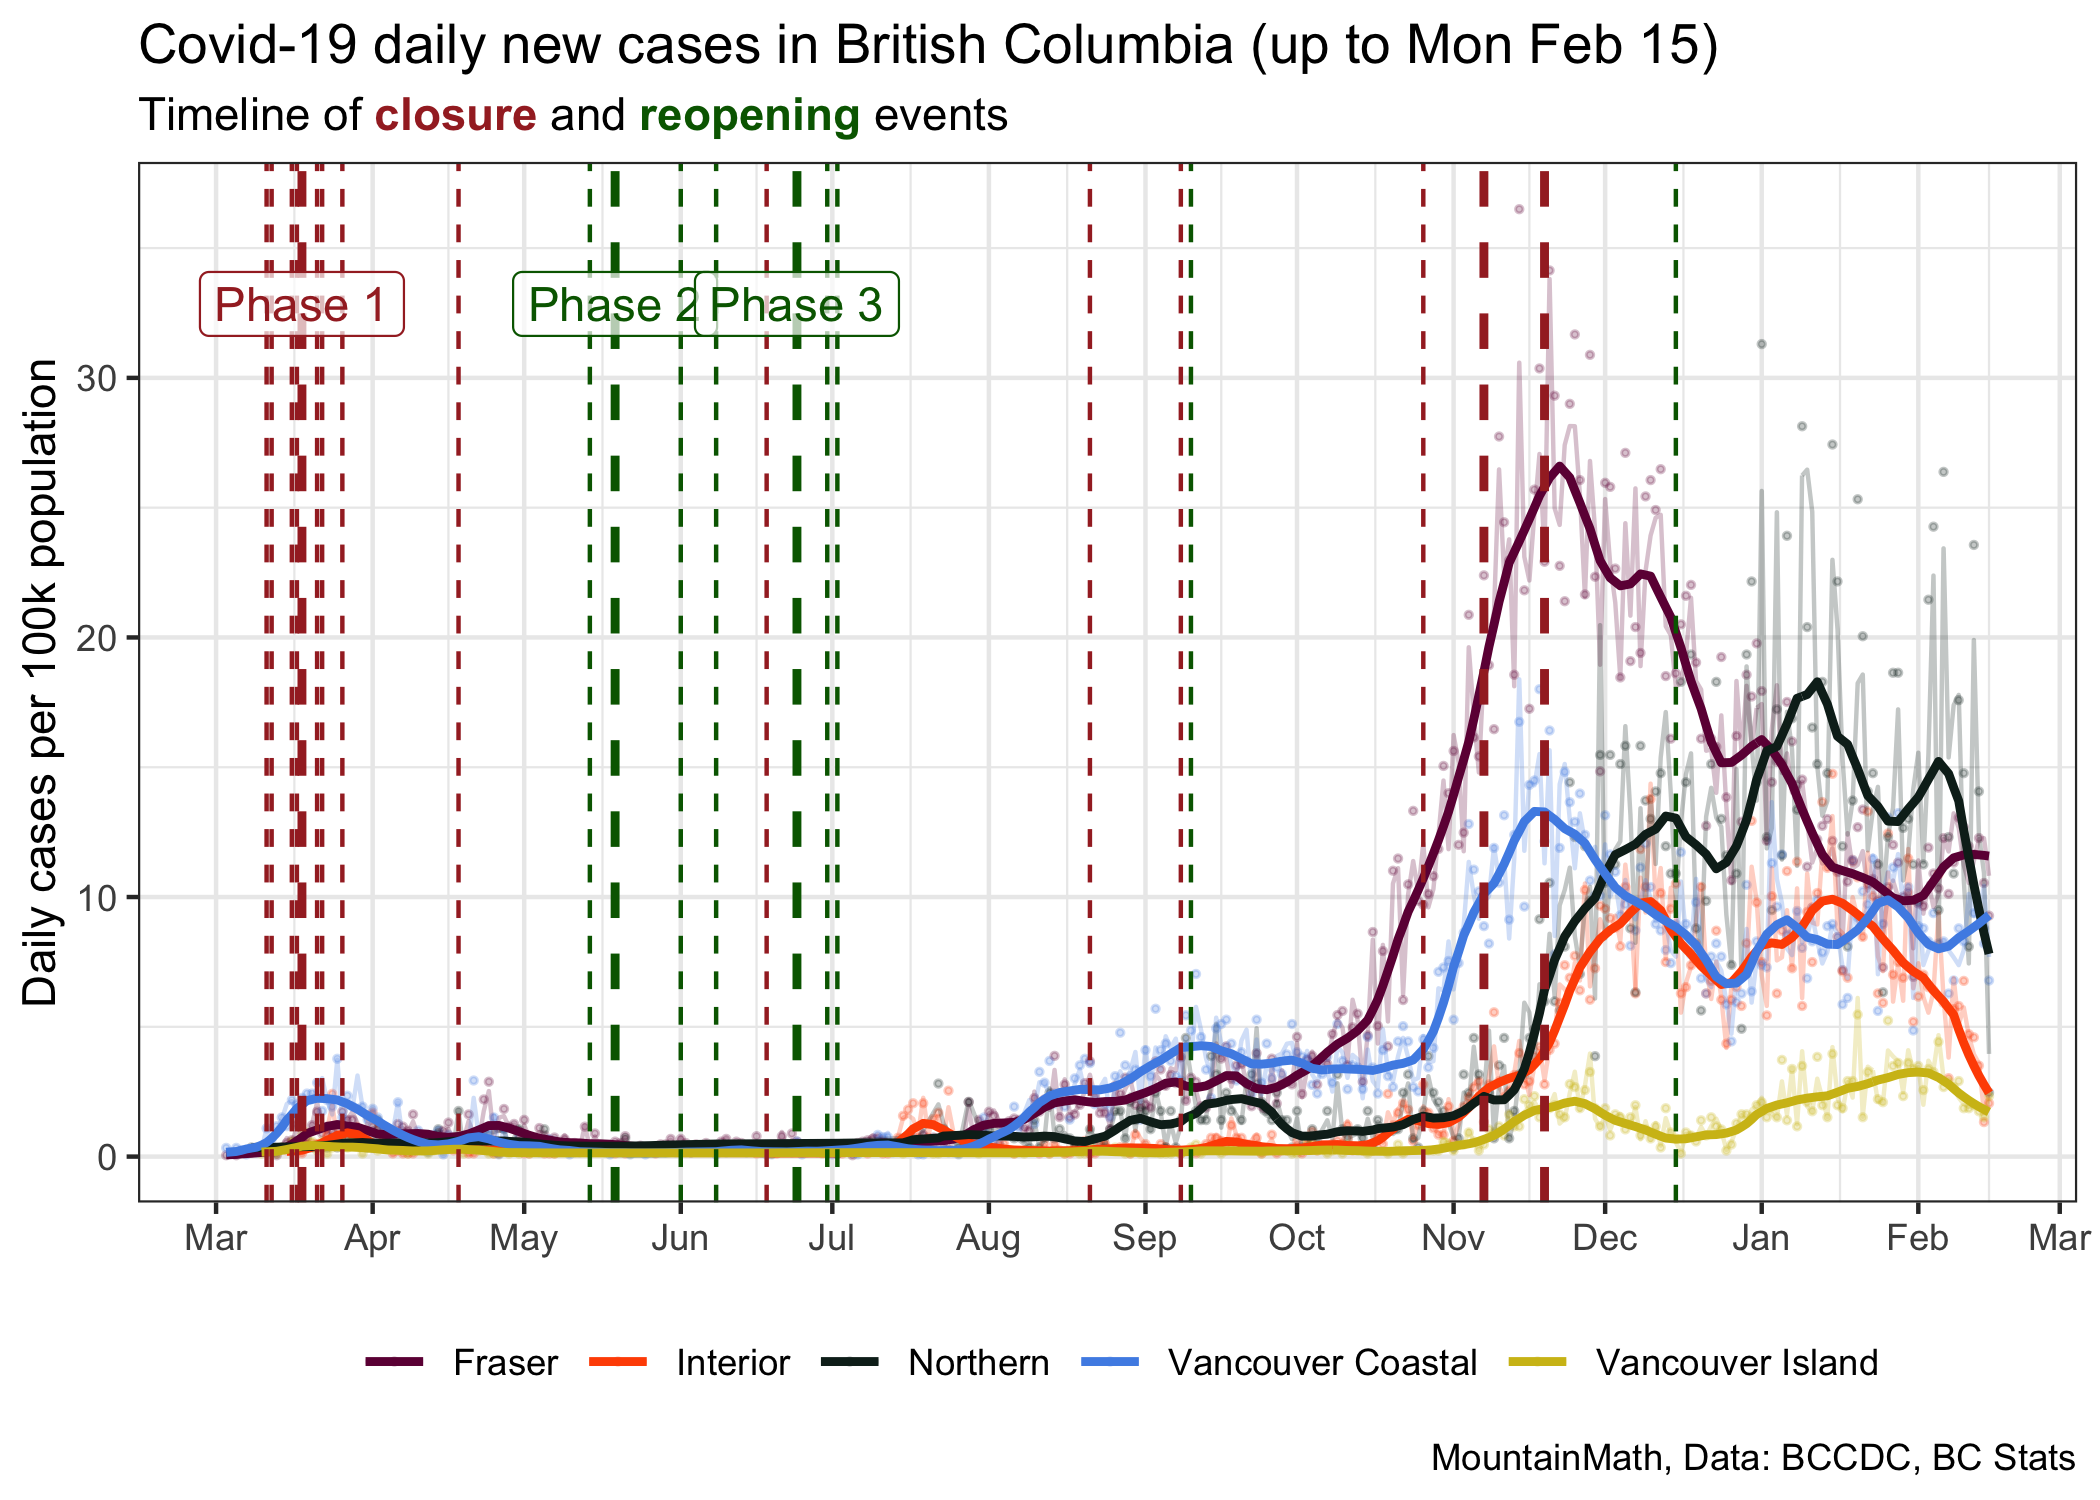 Covid-19 daily new cases in British Columbia (up to Mon Feb 15)
Timeline of closure and reopening events
Phase 1
Phase 2
Phase 3
Daily cases per 100k population
30
20
10
0
Mar Apr May Jun Jul Aug Sep Oct Nov Dec Jan Feb Mar
Fraser Interior Northern Vancouver Coastal Vancouver Island
MountainMath, Data: BCCDC, BC Stats